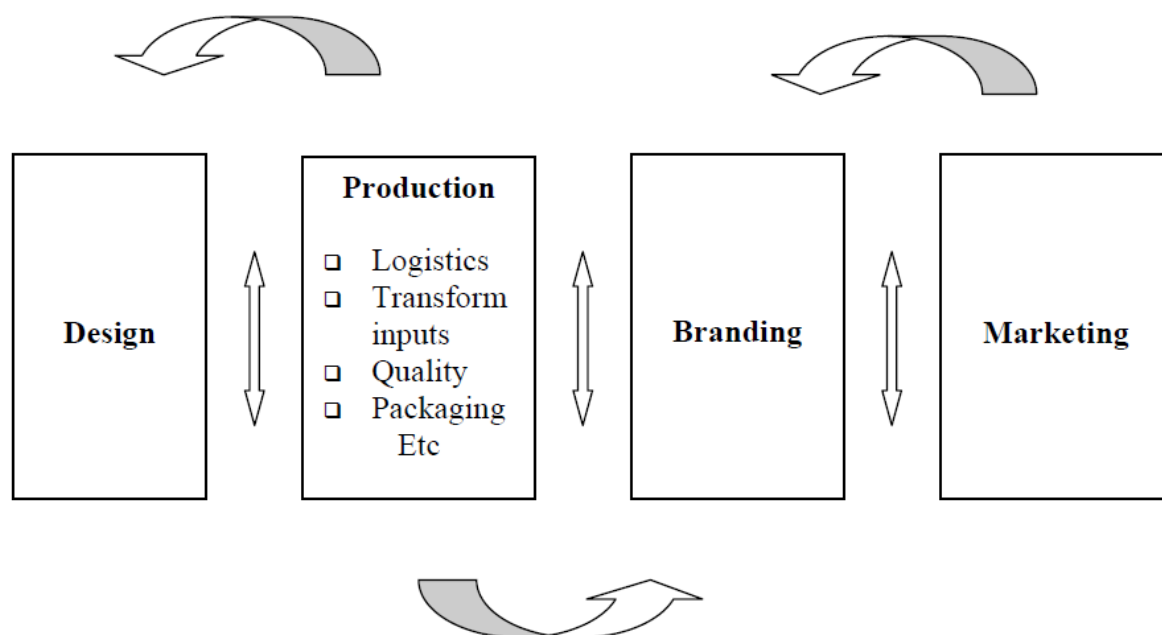 Design
Production
❑ Logistics
❑ Transform
inputs
❑ Quality
❑ Packaging
Etc
Branding
Marketing